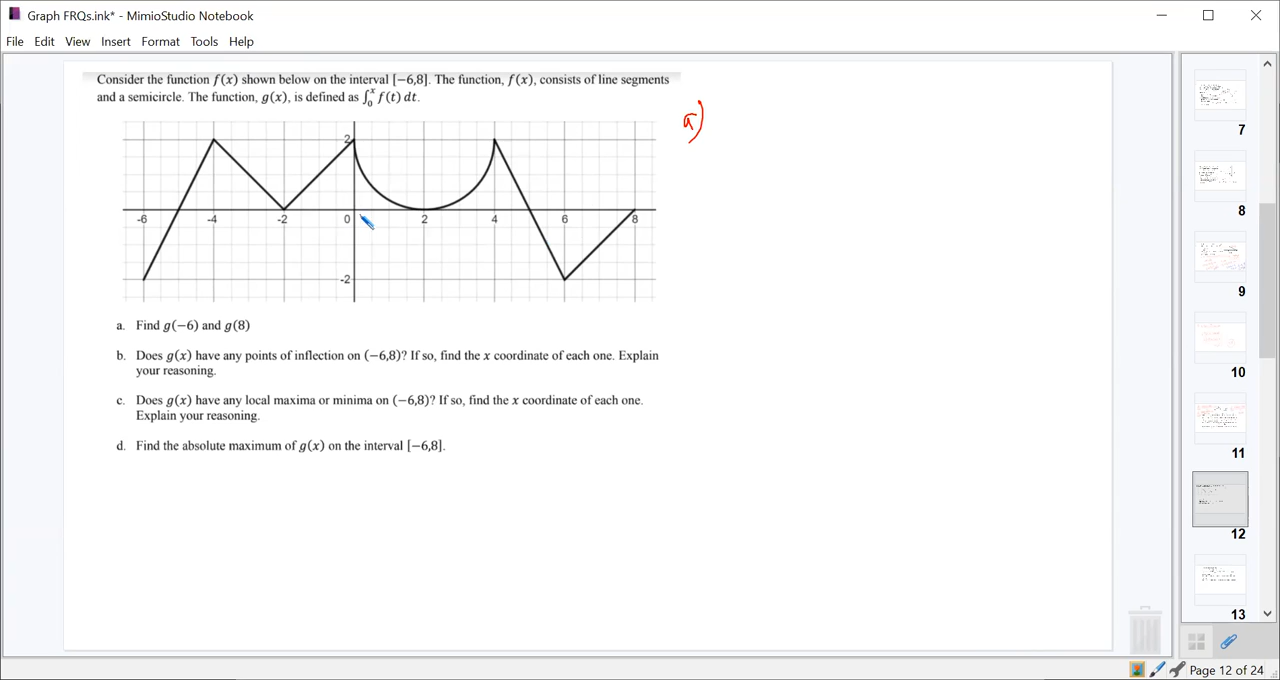 Graph FRQs.ink* - MimioStudio Notebook
File Edit View Insert Format Tools Help
Consider the function f(x) shown below on the interval [−6,8]. The function, f(x), consists of line segments
and a semicircle. The function, g(x), is defined as ∫₀ˣ f(t) dt.
a)
2
-6 -4 -2 0 2 4 6 8
-2
a. Find g(−6) and g(8)
b. Does g(x) have any points of inflection on (−6,8)? If so, find the x coordinate of each one. Explain
your reasoning.
c. Does g(x) have any local maxima or minima on (−6,8)? If so, find the x coordinate of each one.
Explain your reasoning.
d. Find the absolute maximum of g(x) on the interval [−6,8].
7
8
9
10
11
12
13
Page 12 of 24